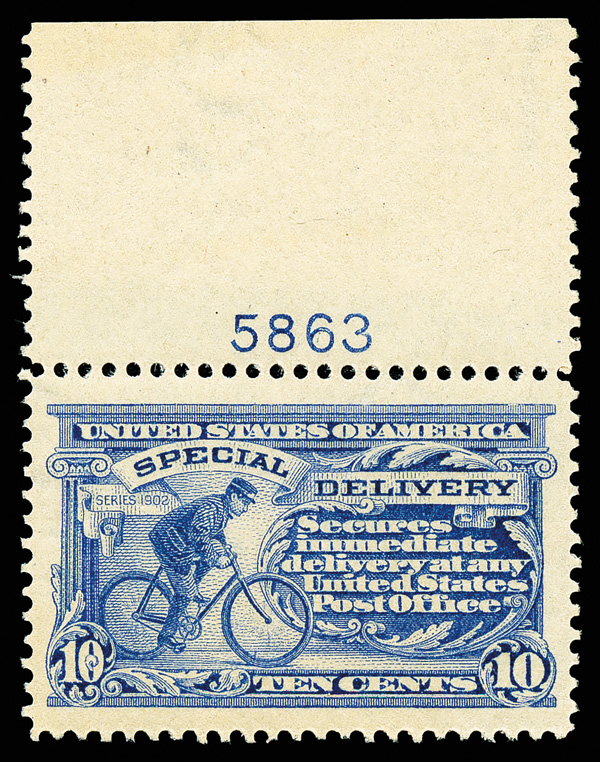 5863
UNITED STATES OF AMERICA
SPECIAL DELIVERY
SERIES 1902
Secures
immediate
delivery at any
United States
Post Office
10 TEN CENTS 10